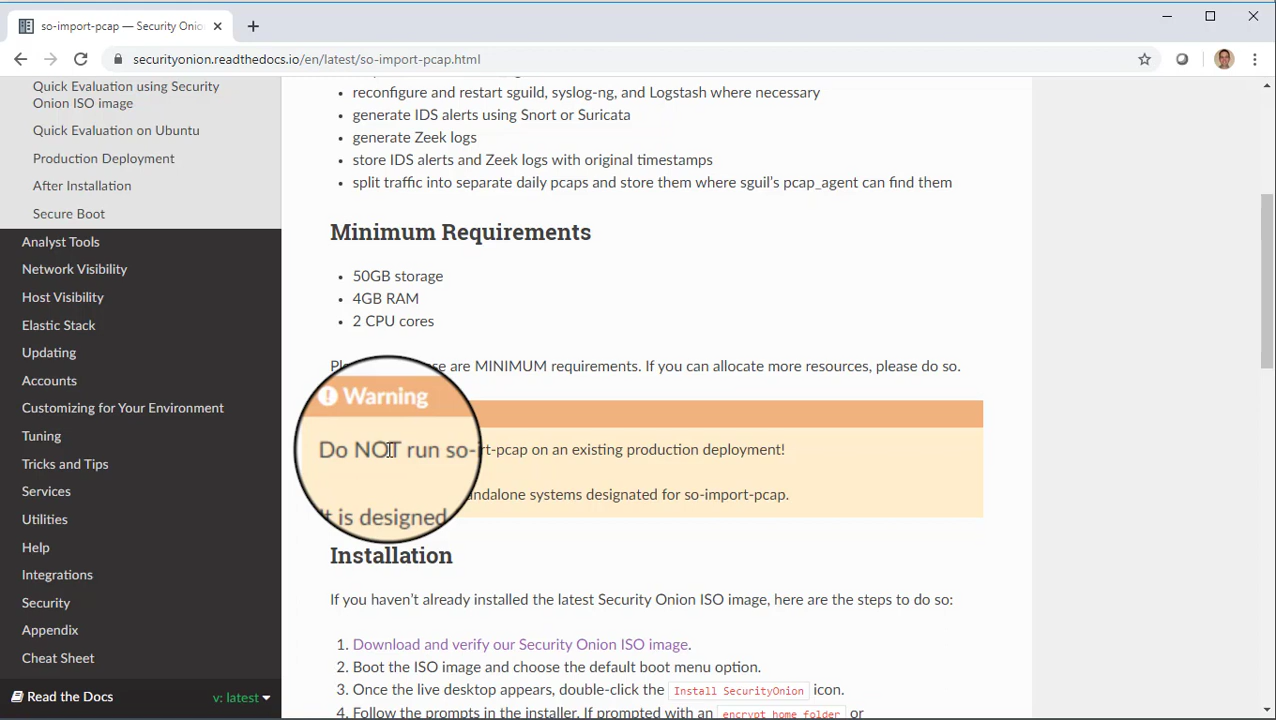 so-import-pcap — Security Onio
securityonion.readthedocs.io/en/latest/so-import-pcap.html
Quick Evaluation using Security
Onion ISO image
Quick Evaluation on Ubuntu
Production Deployment
After Installation
Secure Boot
Analyst Tools
Network Visibility
Host Visibility
Elastic Stack
Updating
Accounts
Customizing for Your Environment
Tuning
Tricks and Tips
Services
Utilities
Help
Integrations
Security
Appendix
Cheat Sheet
Read the Docs
v: latest
• reconfigure and restart sguild, syslog-ng, and Logstash where necessary
• generate IDS alerts using Snort or Suricata
• generate Zeek logs
• store IDS alerts and Zeek logs with original timestamps
• split traffic into separate daily pcaps and store them where sguil's pcap_agent can find them
Minimum Requirements
• 50GB storage
• 4GB RAM
• 2 CPU cores
are MINIMUM requirements. If you can allocate more resources, please do so.
Warning
Do NOT run so-rt-pcap on an existing production deployment!
ndalone systems designated for so-import-pcap.
It is designed
Installation
If you haven't already installed the latest Security Onion ISO image, here are the steps to do so:
1. Download and verify our Security Onion ISO image.
2. Boot the ISO image and choose the default boot menu option.
3. Once the live desktop appears, double-click the Install SecurityOnion icon.
4. Follow the prompts in the installer. If prompted with an encrypt home folder or